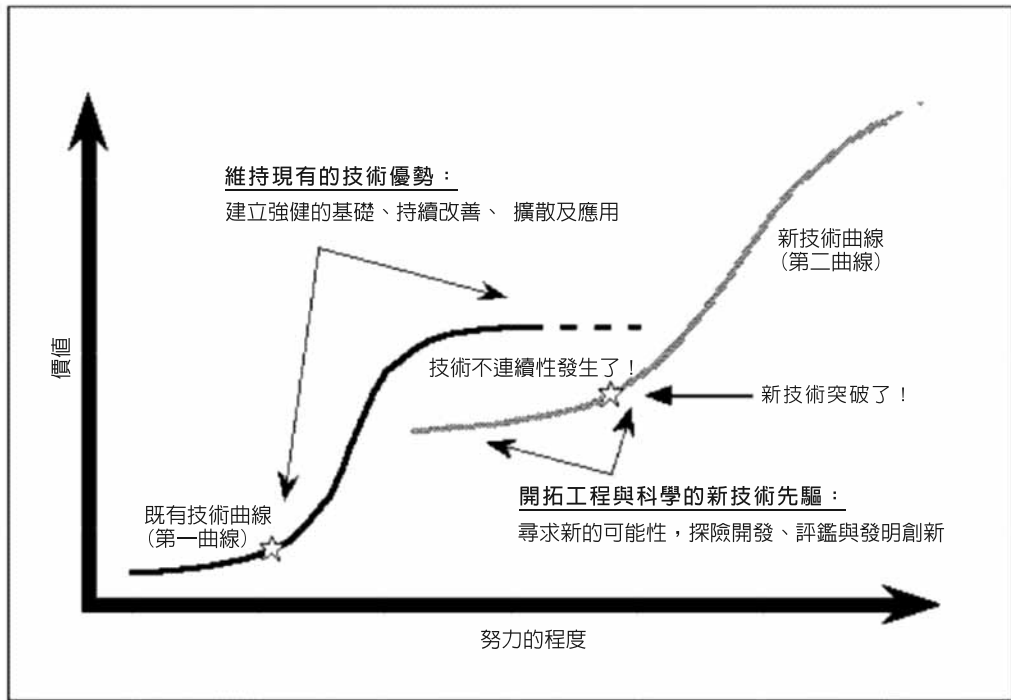 維持現有的技術優勢：
建立強健的基礎、持續改善、 擴散及應用
新技術曲線
(第二曲線)
價值
技術不連續性發生了！
新技術突破了！
開拓工程與科學的新技術先驅：
尋求新的可能性，探險開發、評鑑與發明創新
既有技術曲線
(第一曲線)
努力的程度